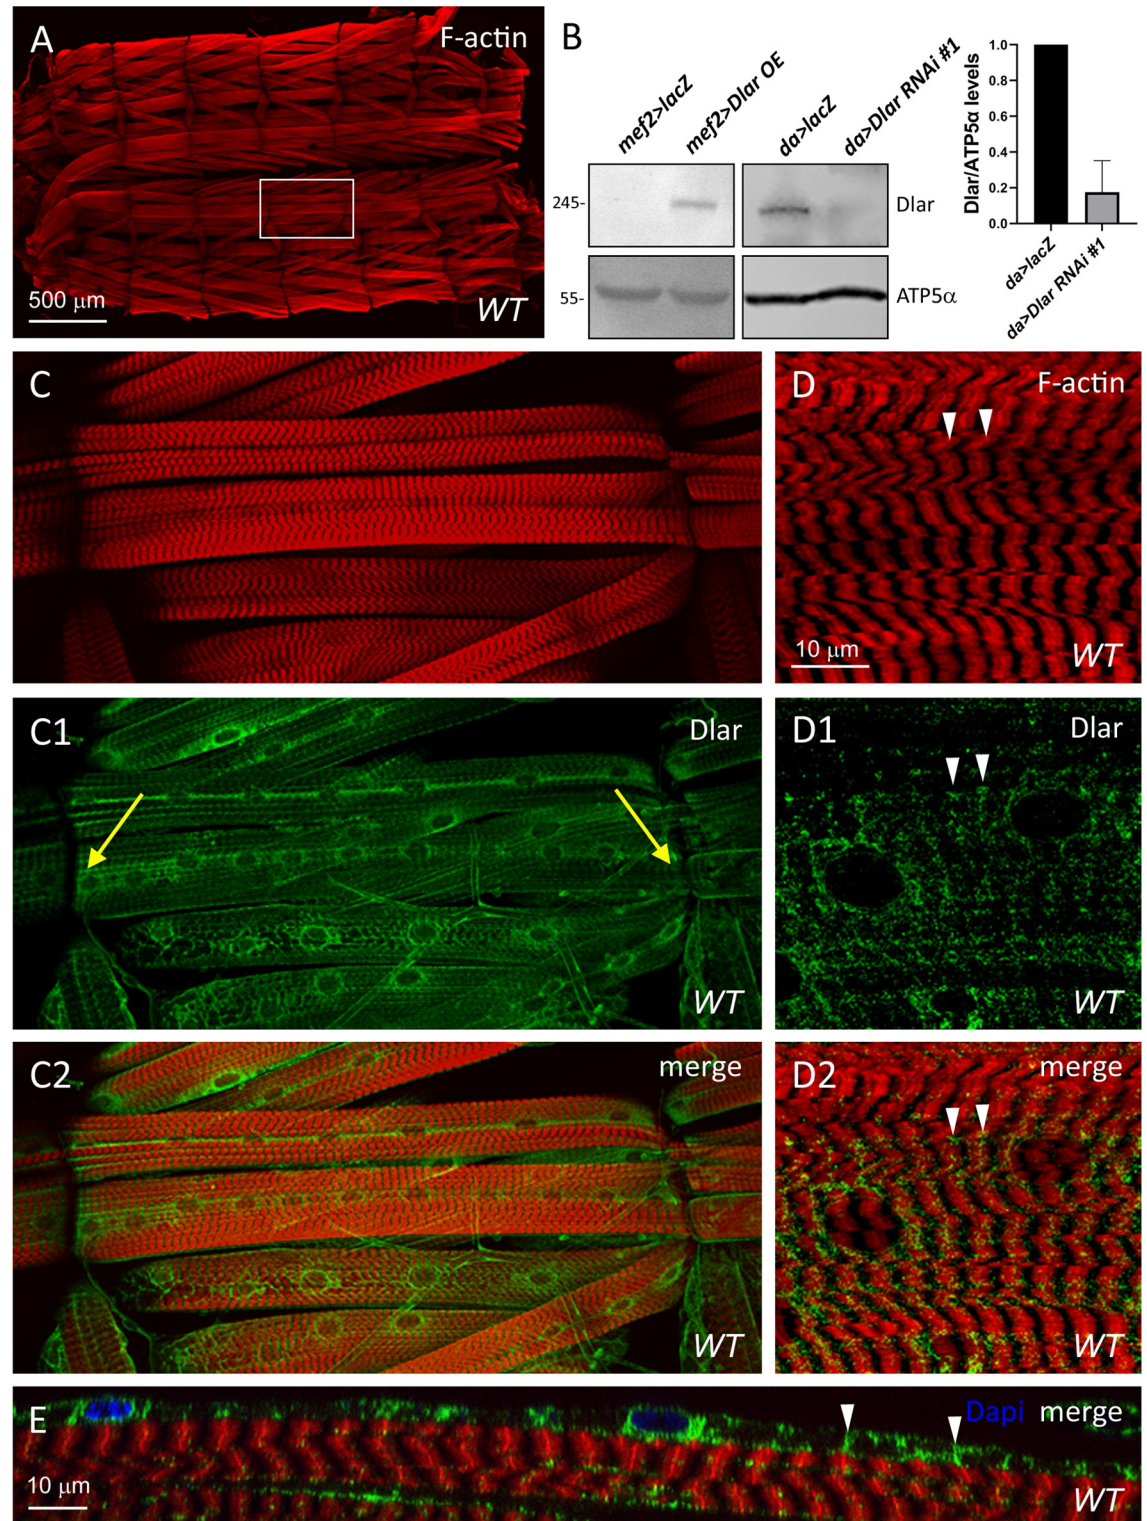 A
F-actin
500 μm
WT
B
mef2>lacZ
mef2>Dlar OE
da>lacZ
da>Dlar RNAi #1
245-
Dlar
55-
ATP5α
Dlar/ATP5α levels
1.0
0.8
0.6
0.4
0.2
0.0
da>lacZ
da>Dlar RNAi #1
C
D
F-actin
10 μm
WT
C1
Dlar
WT
D1
Dlar
WT
C2
merge
WT
D2
merge
WT
E
Dapi merge
10 μm
WT